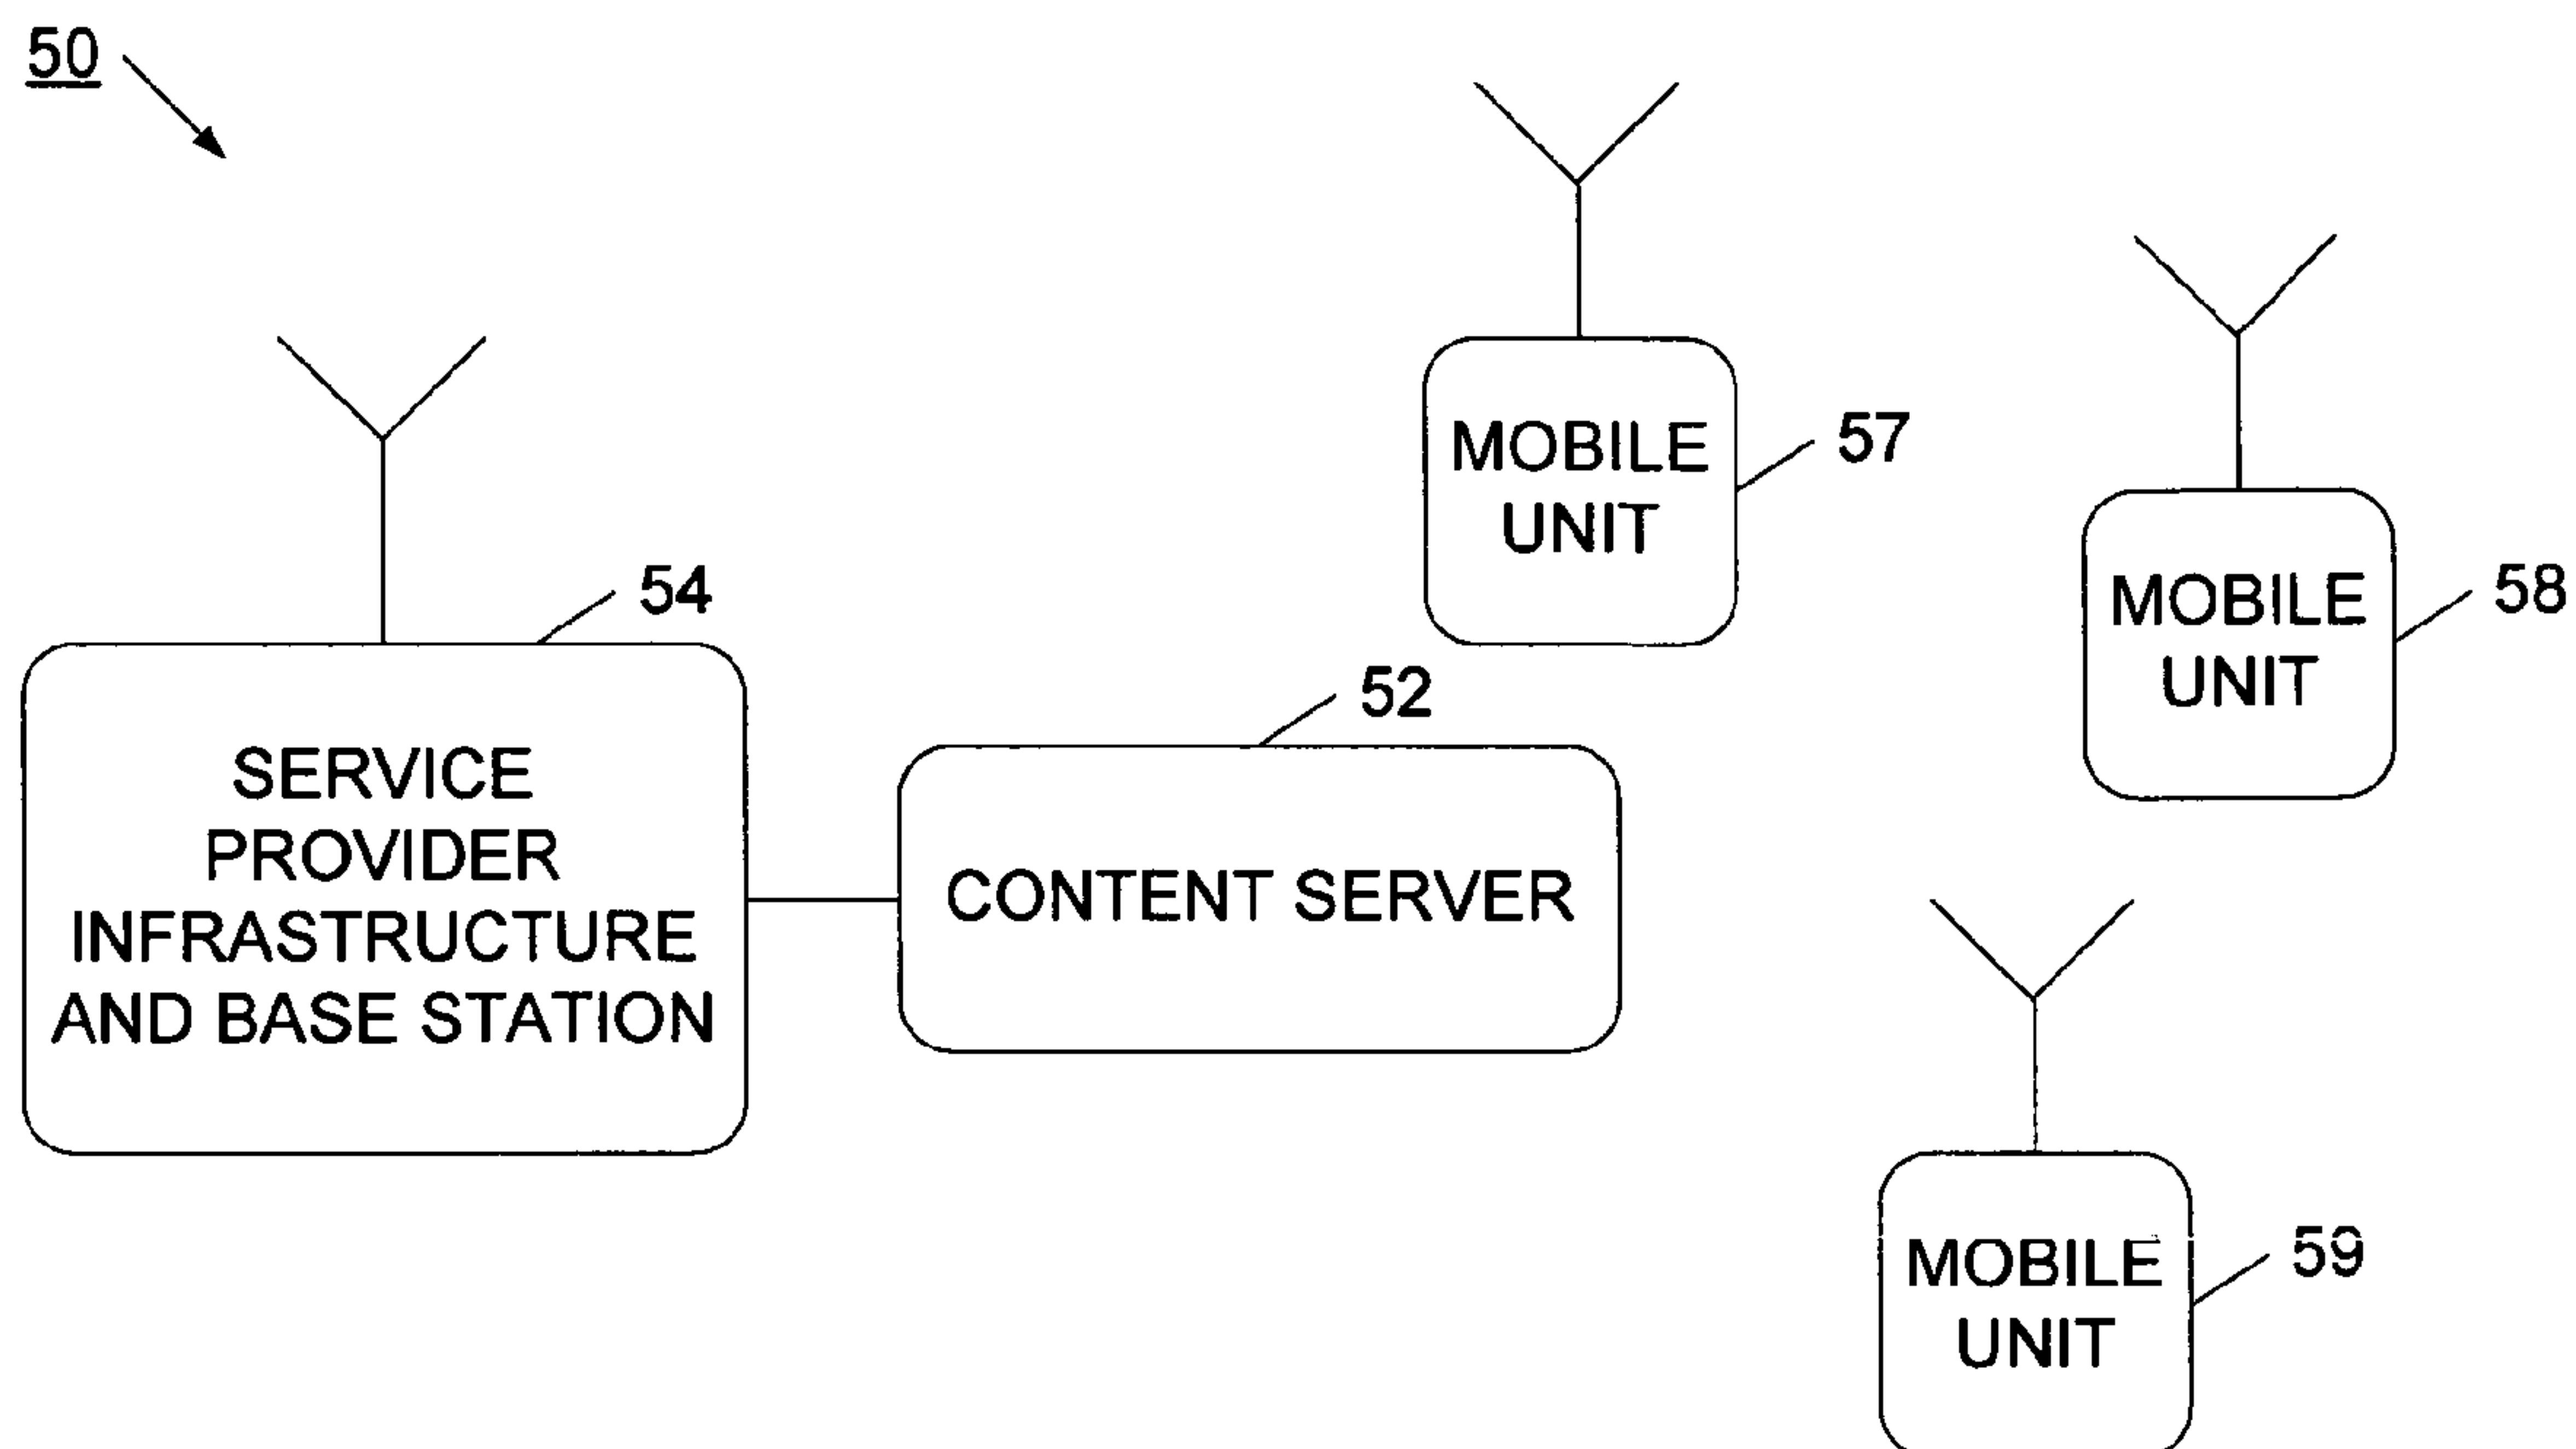 50
57
MOBILE
UNIT
58
MOBILE
UNIT
54
SERVICE
PROVIDER
INFRASTRUCTURE
AND BASE STATION
52
CONTENT SERVER
59
MOBILE
UNIT